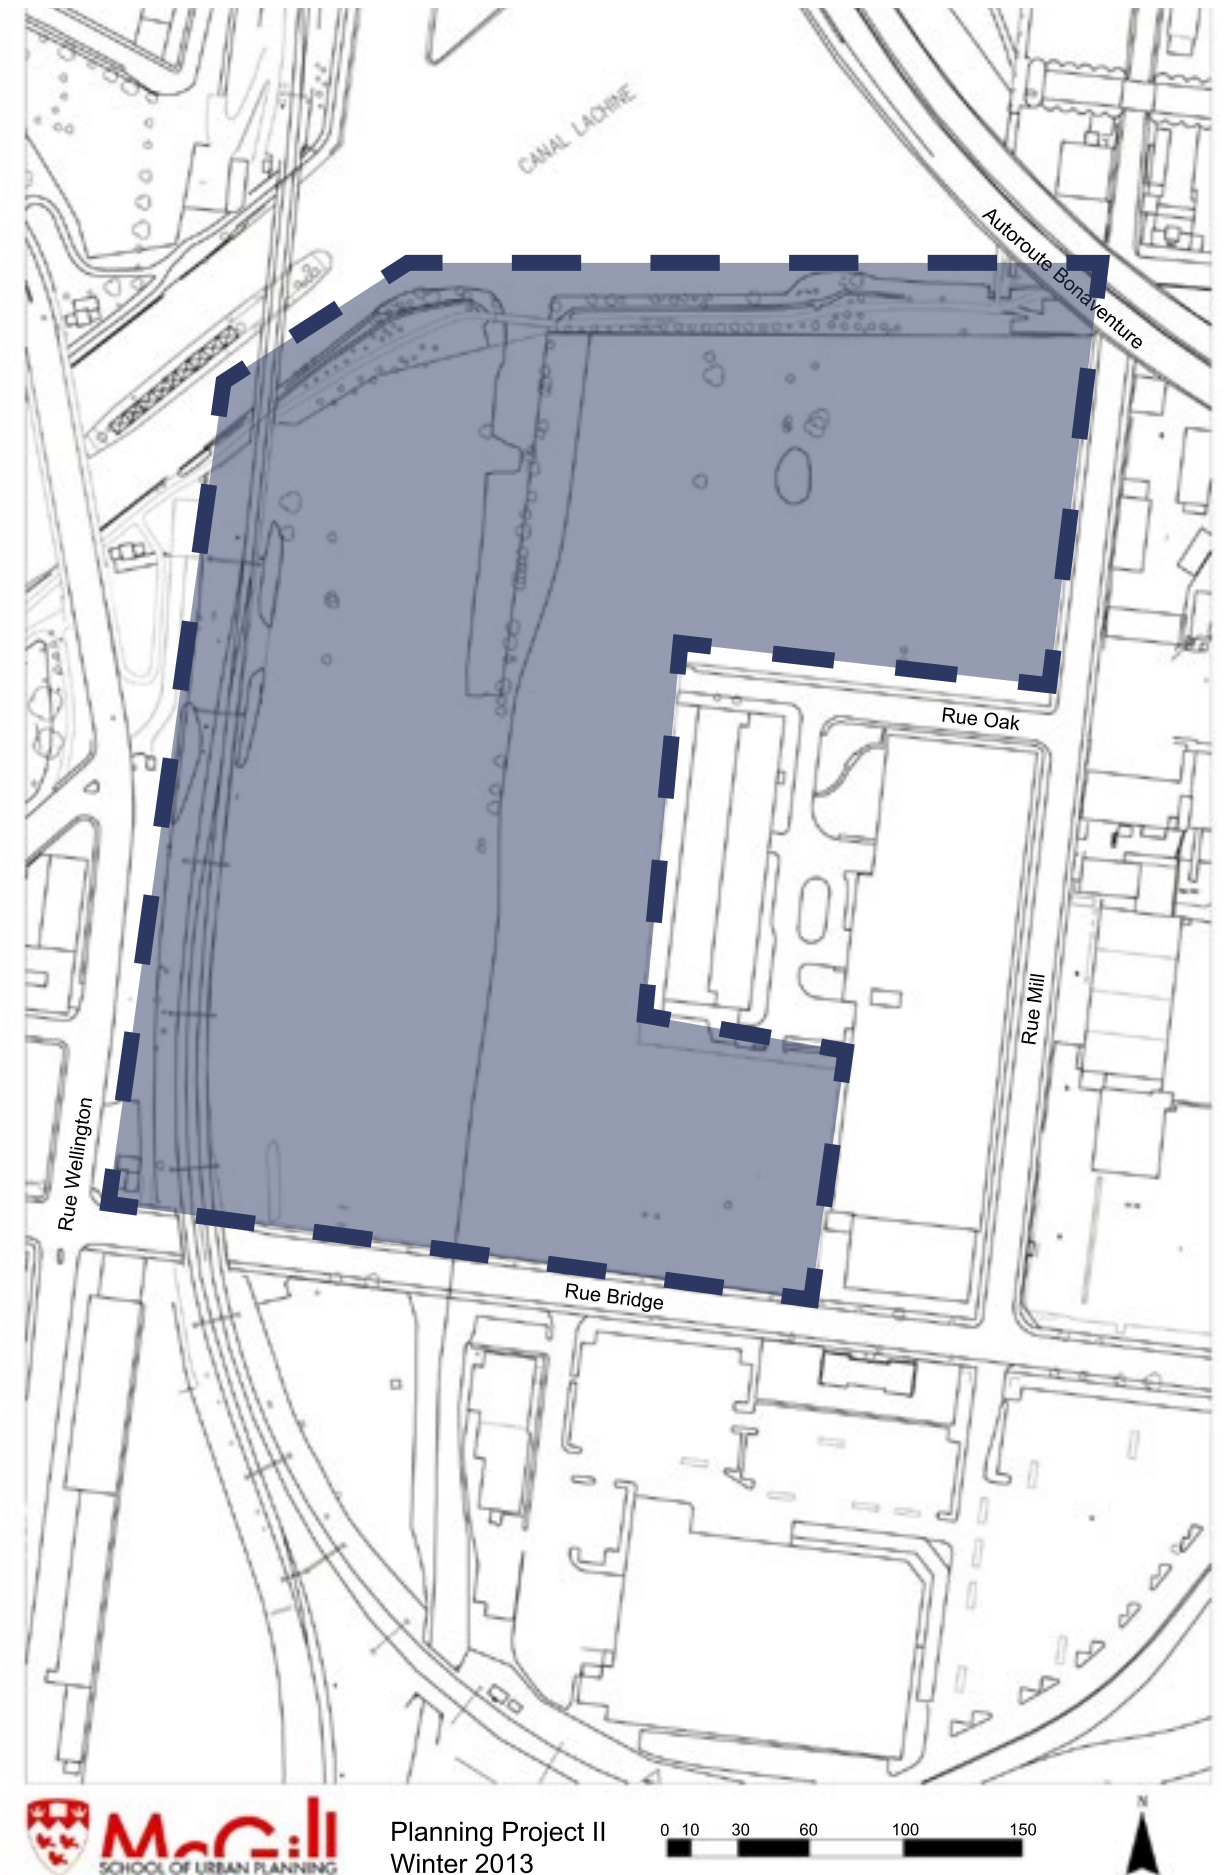 CANAL LACHINE
Autoroute Bonaventure
Rue Oak
Rue Mill
Rue Wellington
Rue Bridge
McGill
SCHOOL OF URBAN PLANNING
Planning Project II
Winter 2013
0 10 30 60 100 150
N